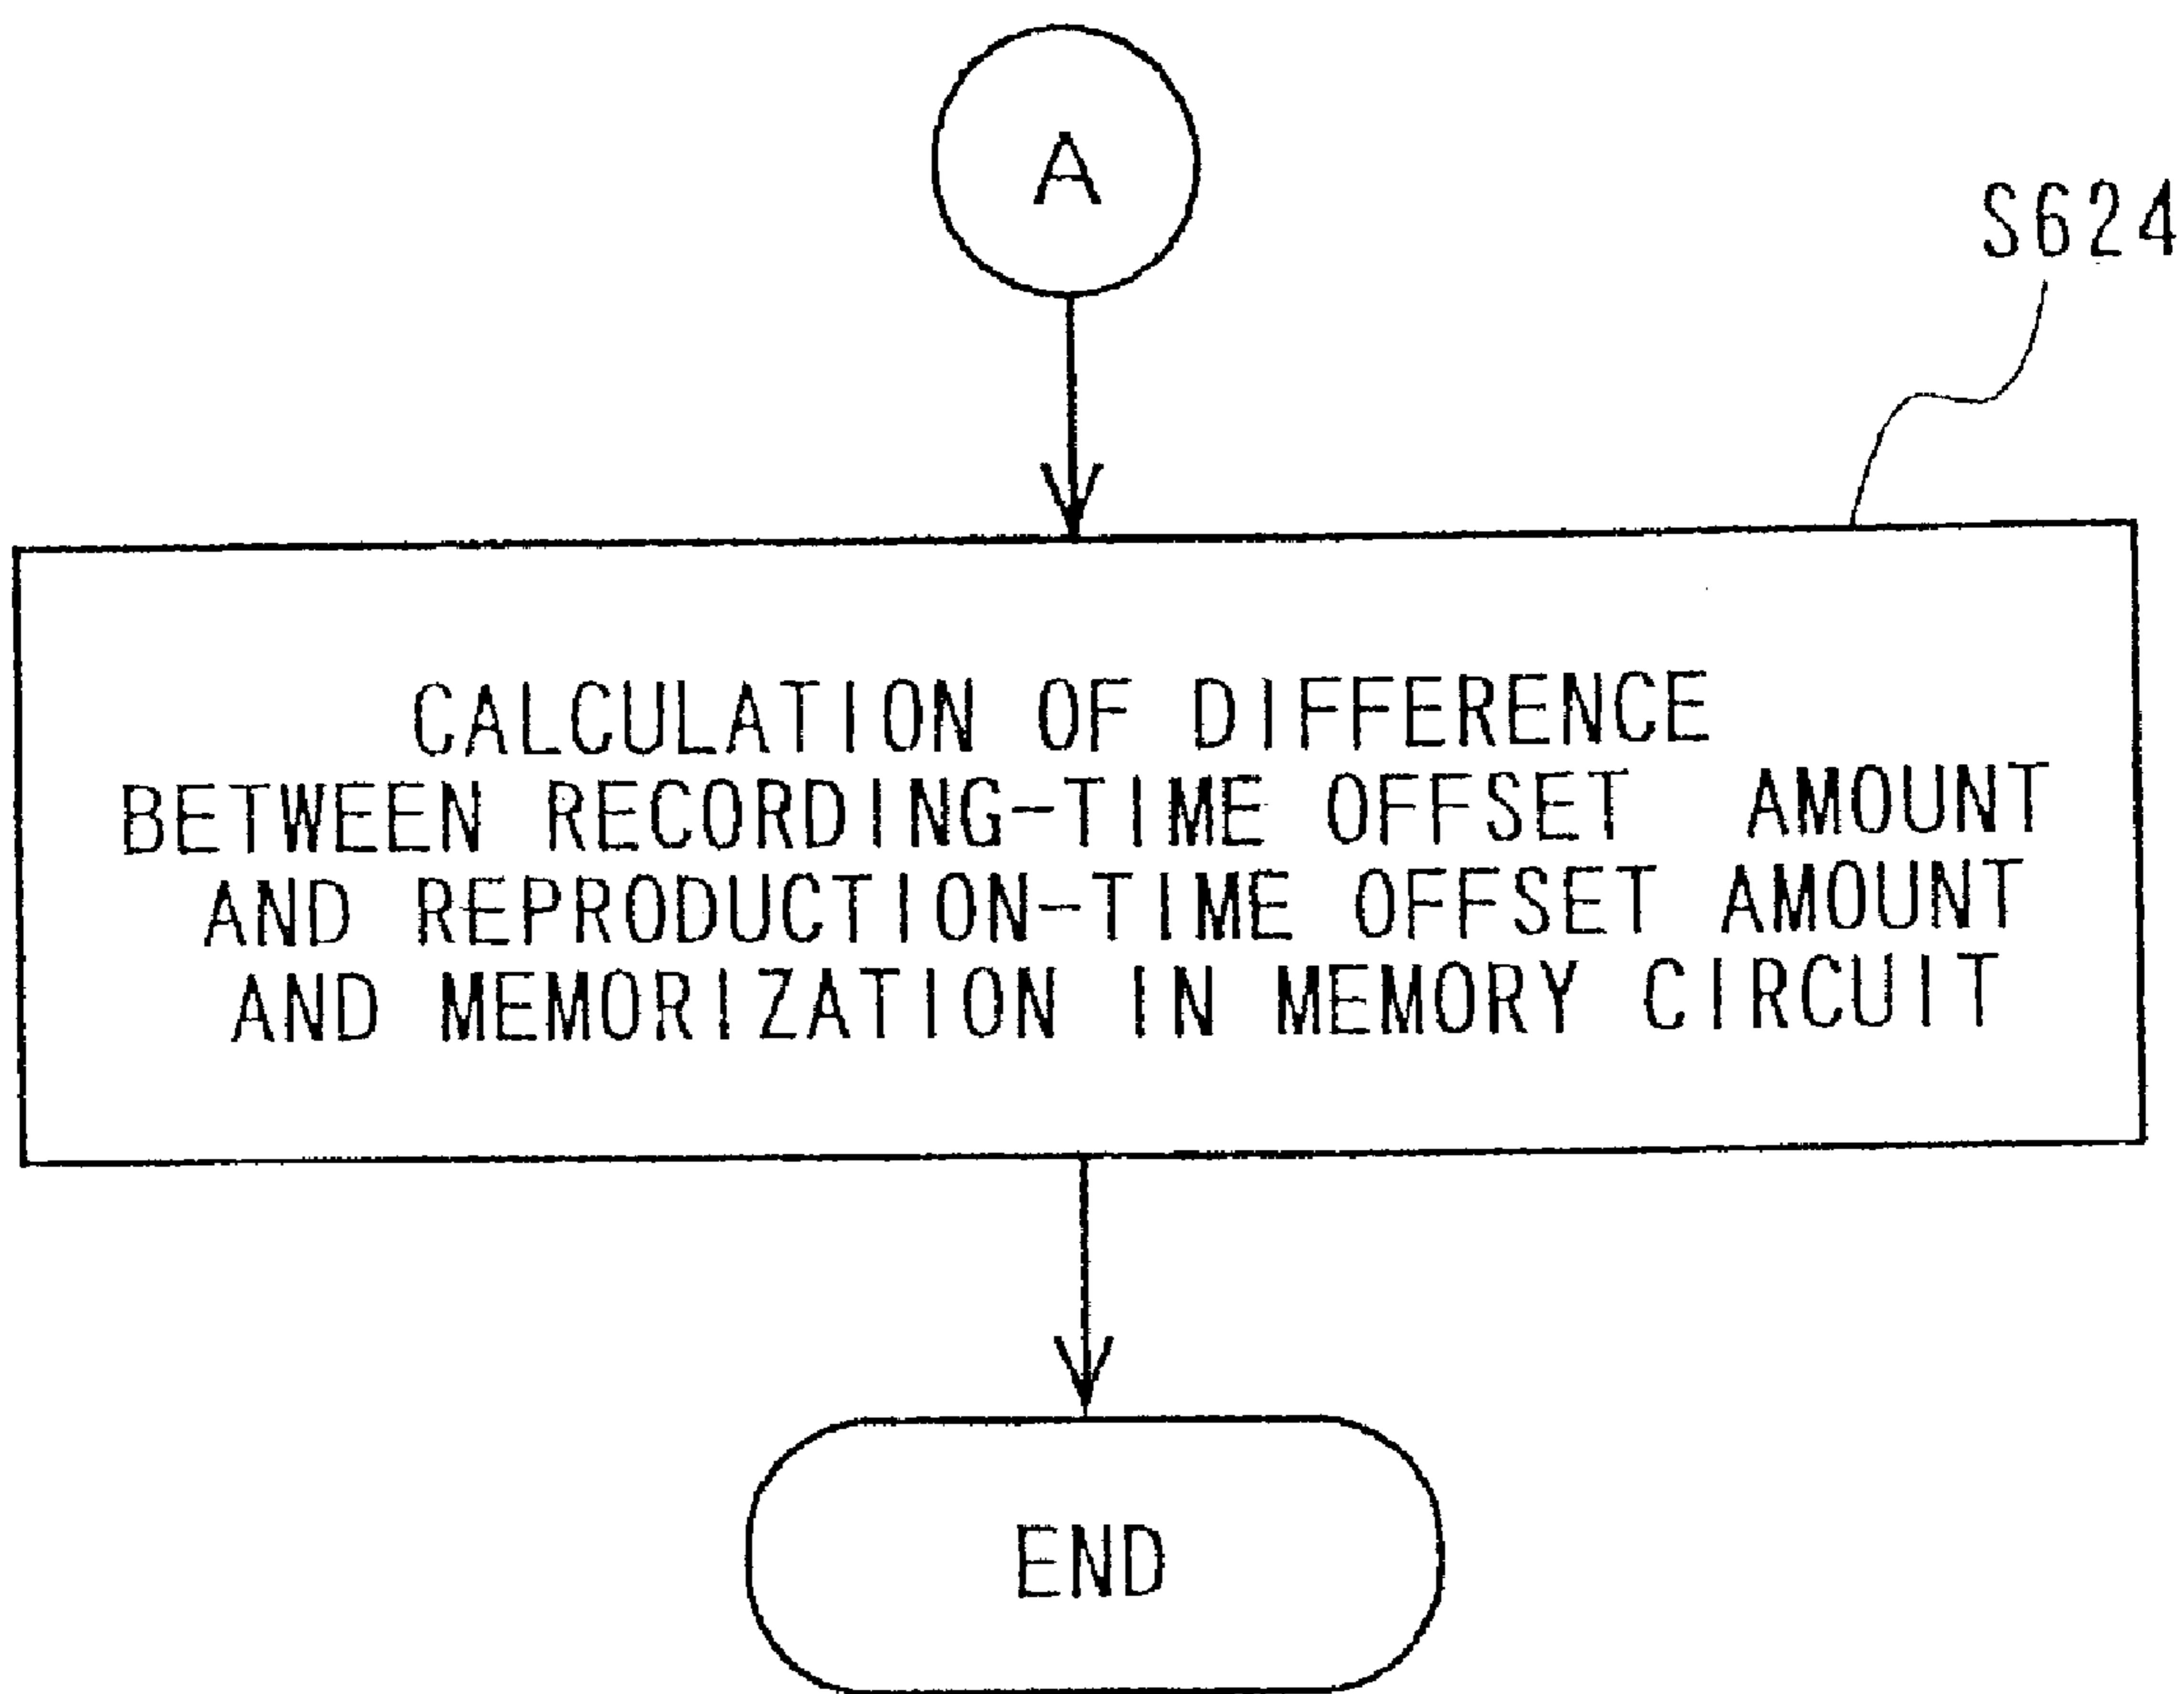 A
S624
CALCULATION OF DIFFERENCE
BETWEEN RECORDING-TIME OFFSET AMOUNT
AND REPRODUCTION-TIME OFFSET AMOUNT
AND MEMORIZATION IN MEMORY CIRCUIT
END